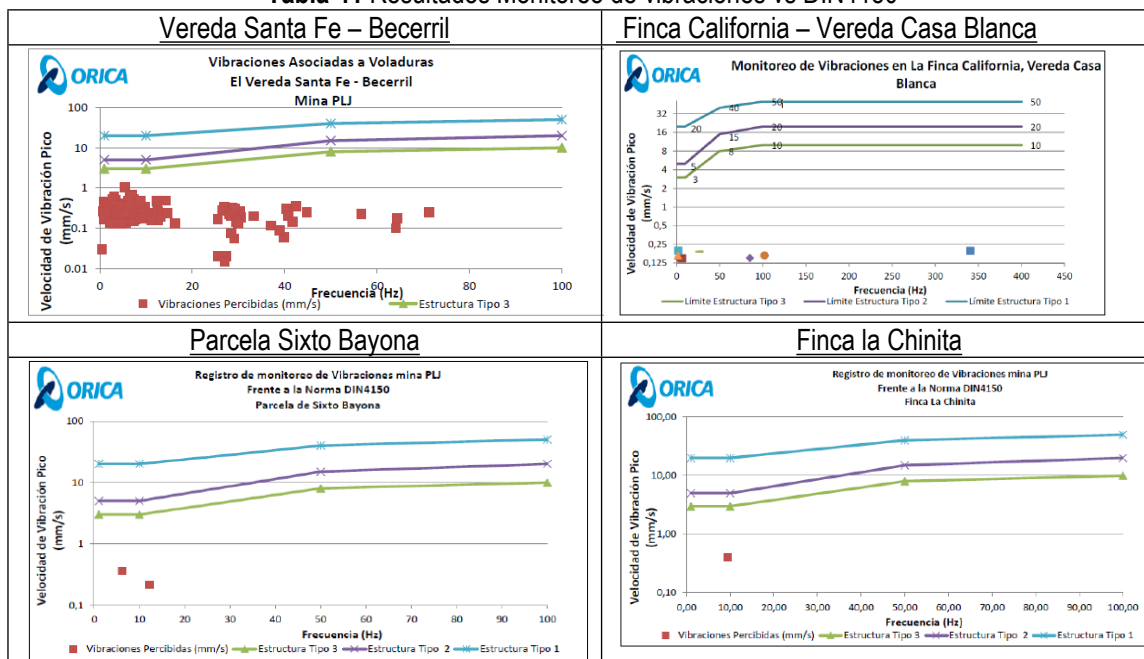 Tabla 1. Resultados Monitoreo de vibraciones vs DIN4150
Vereda Santa Fe – Becerril
Finca California – Vereda Casa Blanca
ORICA
Vibraciones Asociadas a Voladuras
El Vereda Santa Fe - Becerril
Mina PLJ
Velocidad de Vibración Pico
(mm/s)
100
10
1
0.1
0.01
0 20 40 60 80 100
Frecuencia (Hz)
Vibraciones Percibidas (mm/s) Estructura Tipo 3
ORICA
Monitoreo de Vibraciones en La Finca California, Vereda Casa
Blanca
Velocidad de Vibración Pico
(mm/s)
32
16
8
4
2
1
0,5
0,25
0,125
20 40 50 50
5 15 20 20
3 8 10 10
0 50 100 150 200 250 300 350 400 450
Frecuencia (Hz)
Límite Estructura Tipo 3 Límite Estructura Tipo 2 Límite Estructura Tipo 1
Parcela Sixto Bayona
Finca la Chinita
ORICA
Registro de monitoreo de Vibraciones mina PLJ
Frente a la Norma DIN4150
Parcela de Sixto Bayona
Velocidad de Vibración Pico
(mm/s)
100
10
1
0,1
0 10 20 30 40 50 60 70 80 90 100
Frecuencia (Hz)
Vibraciones Percibidas (mm/s) Estructura Tipo 3 Estructura Tipo 2 Estructura Tipo 1
ORICA
Registro de monitoreo de Vibraciones mina PLJ
Frente a la Norma DIN4150
Finca La Chinita
Velocidad de Vibración Pico
(mm/s)
100,00
10,00
1,00
0,10
0,00 10,00 20,00 30,00 40,00 50,00 60,00 70,00 80,00 90,00 100,00
Frecuencia (Hz)
Vibraciones Percibidas (mm/s) Estructura Tipo 3 Estructura Tipo 2 Estructura Tipo 1